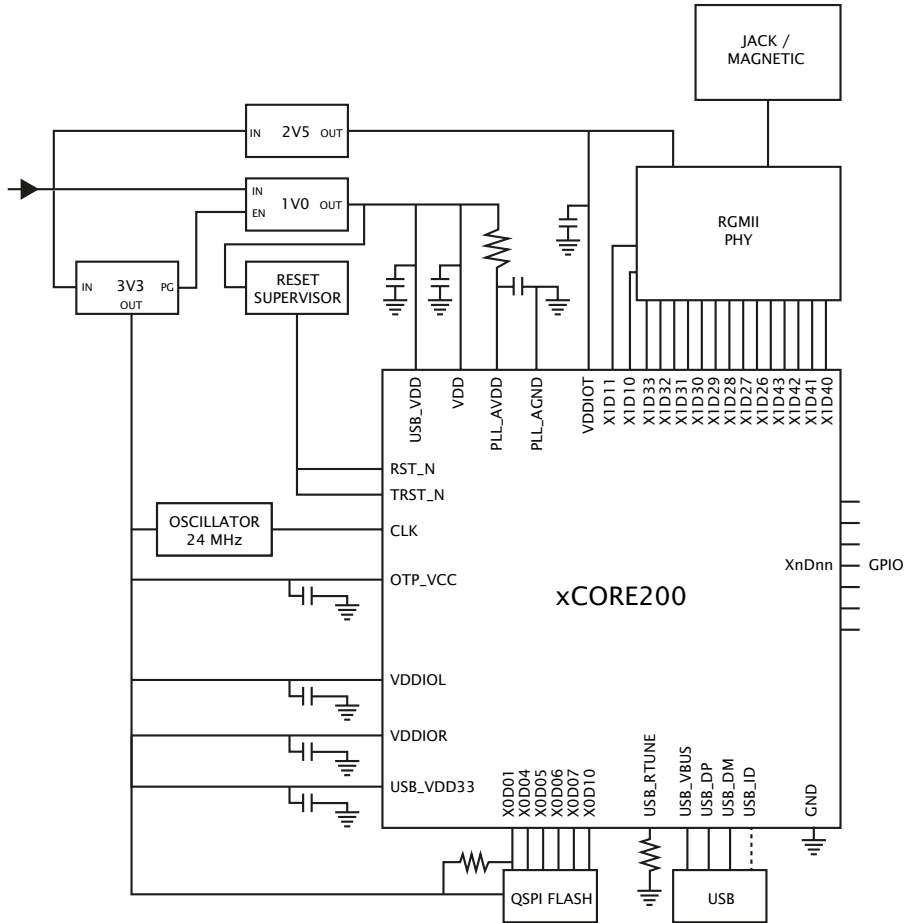 JACK /
MAGNETIC
IN 2V5 OUT
IN
1V0 OUT
EN
RGMII
PHY
IN 3V3 PG
OUT
RESET
SUPERVISOR
USB_VDD
VDD
PLL_AVDD
PLL_AGND
VDDIOT
X1D11
X1D10
X1D33
X1D32
X1D31
X1D30
X1D29
X1D28
X1D27
X1D26
X1D43
X1D42
X1D41
X1D40
RST_N
TRST_N
OSCILLATOR
24 MHz
CLK
XnDnn GPIO
OTP_VCC
xCORE200
VDDIOL
VDDIOR
USB_VDD33
X0D01
X0D04
X0D05
X0D06
X0D07
X0D10
USB_RTUNE
USB_VBUS
USB_DP
USB_DM
USB_ID
GND
QSPI FLASH
USB